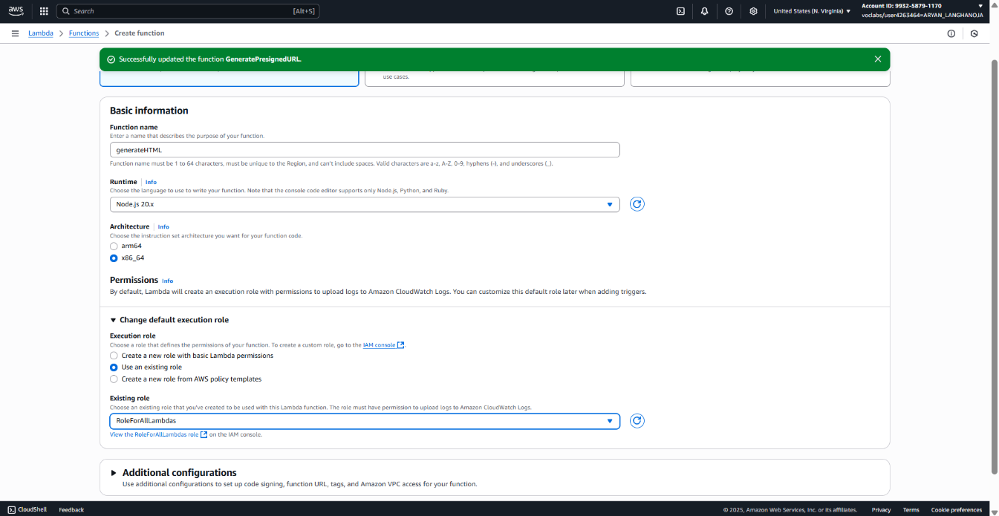 aws
Search [Alt+S]
United States (N. Virginia)
Account ID: 9932-5879-1170
voclabs/user4263464=ARYAN_LANGHANOJA
Lambda
Functions
Create function
Successfully updated the function GeneratePresignedURL.
use cases.
Basic information
Function name
Enter a name that describes the purpose of your function.
generateHTML
Function name must be 1 to 64 characters, must be unique to the Region, and can't include spaces. Valid characters are a-z, A-Z, 0-9, hyphens (-), and underscores (_).
Runtime Info
Choose the language to use to write your function. Note that the console code editor supports only Node.js, Python, and Ruby.
Node.js 20.x
Architecture Info
Choose the instruction set architecture you want for your function code.
arm64
x86_64
Permissions Info
By default, Lambda will create an execution role with permissions to upload logs to Amazon CloudWatch Logs. You can customize this default role later when adding triggers.
Change default execution role
Execution role
Choose a role that defines the permissions of your function. To create a custom role, go to the IAM console.
Create a new role with basic Lambda permissions
Use an existing role
Create a new role from AWS policy templates
Existing role
Choose an existing role that you've created to be used with this Lambda function. The role must have permission to upload logs to Amazon CloudWatch Logs.
RoleForAllLambdas
View the RoleForAllLambdas role on the IAM console.
Additional configurations
Use additional configurations to set up code signing, function URL, tags, and Amazon VPC access for your function.
CloudShell Feedback
© 2025, Amazon Web Services, Inc. or its affiliates. Privacy Terms Cookie preferences